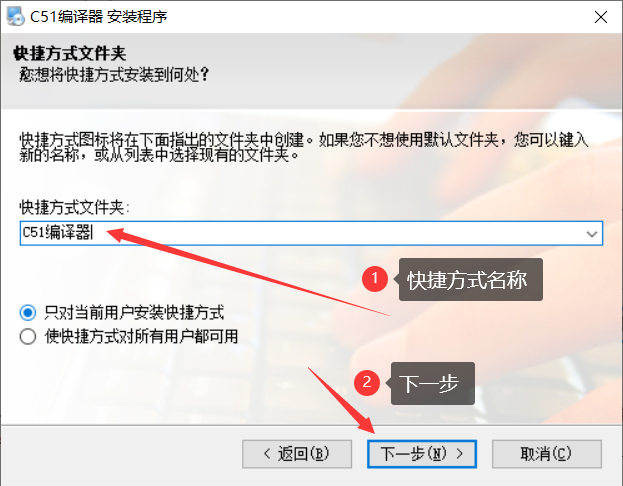 C51编译器 安装程序
快捷方式文件夹
您想将快捷方式安装到何处？
快捷方式图标将在下面指出的文件夹中创建。如果您不想使用默认文件夹，您可以键入
新的名称，或从列表中选择现有的文件夹。
快捷方式文件夹:
C51编译器
1 快捷方式名称
只对当前用户安装快捷方式
使快捷方式对所有用户都可用
2 下一步
< 返回(B) 下一步(N) > 取消(C)